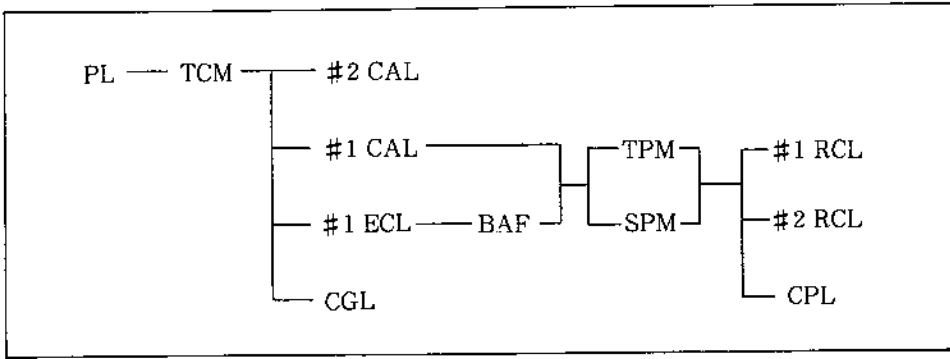 PL TCM #2 CAL
#1 CAL TPM #1 RCL
#1 ECL BAF SPM #2 RCL
CGL CPL